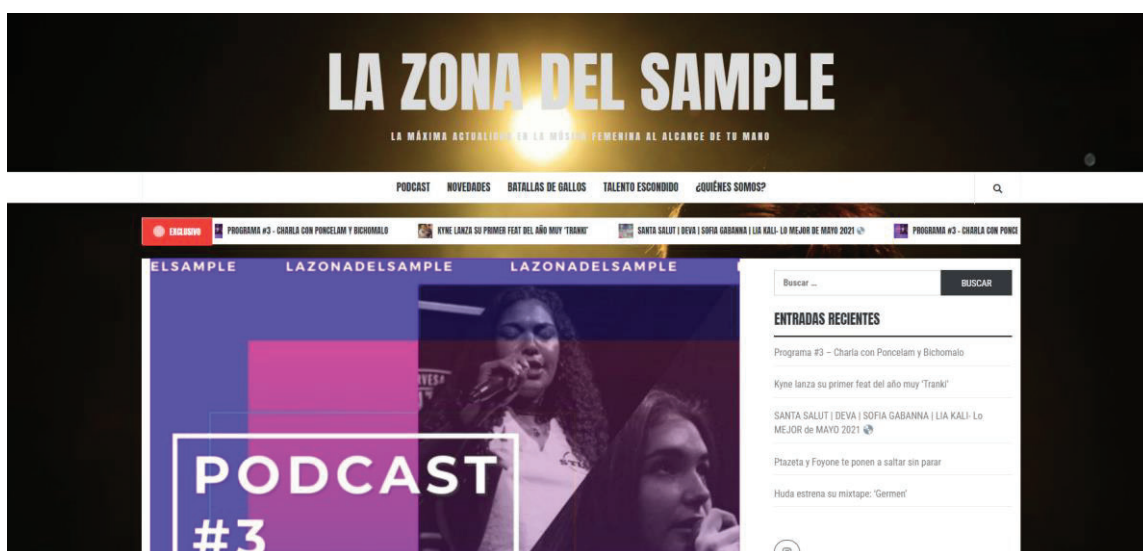 LA ZONA DEL SAMPLE
LA MÁXIMA ACTUALIDAD EN LA MÚSICA FEMENINA AL ALCANCE DE TU MANO
PODCAST NOVEDADES BATALLAS DE GALLOS TALENTO ESCONDIDO ¿QUIÉNES SOMOS?
EXCLUSIVO PROGRAMA #3 - CHARLA CON PONCELAM Y BICHOMALO KYNE LANZA SU PRIMER FEAT DEL AÑO MUY 'TRANKI' SANTA SALUT | DEVA | SOFIA GABANNA | LIA KALI- LO MEJOR DE MAYO 2021 PROGRAMA #3 - CHARLA CON PONCE
ELSAMPLE LAZONADELSAMPLE LAZONADELSAMPLE
PODCAST
#3
Buscar ... BUSCAR
ENTRADAS RECIENTES
Programa #3 – Charla con Poncelam y Bichomalo
Kyne lanza su primer feat del año muy 'Tranki'
SANTA SALUT | DEVA | SOFIA GABANNA | LIA KALI- Lo
MEJOR de MAYO 2021
Ptazeta y Foyone te ponen a saltar sin parar
Huda estrena su mixtape: 'Germen'